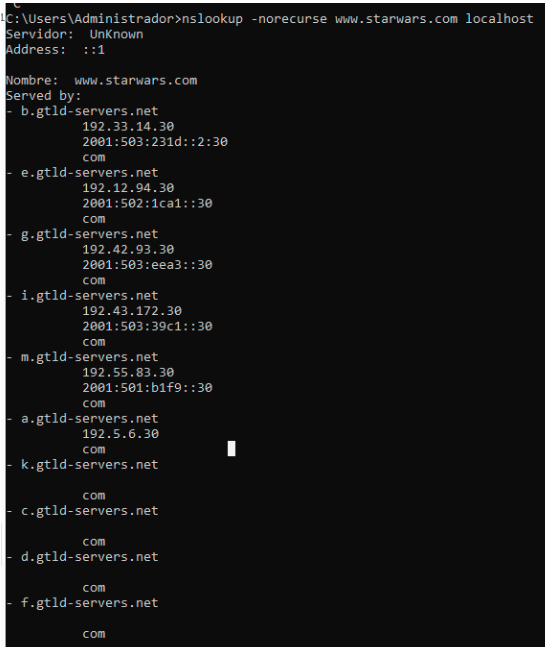 C:\Users\Administrador>nslookup -norecurse www.starwars.com localhost
Servidor:  UnKnown
Address:  ::1

Nombre:  www.starwars.com
Served by:
- b.gtld-servers.net
          192.33.14.30
          2001:503:231d::2:30
          com
- e.gtld-servers.net
          192.12.94.30
          2001:502:1ca1::30
          com
- g.gtld-servers.net
          192.42.93.30
          2001:503:eea3::30
          com
- i.gtld-servers.net
          192.43.172.30
          2001:503:39c1::30
          com
- m.gtld-servers.net
          192.55.83.30
          2001:501:b1f9::30
          com
- a.gtld-servers.net
          192.5.6.30
          com
- k.gtld-servers.net

          com
- c.gtld-servers.net

          com
- d.gtld-servers.net

          com
- f.gtld-servers.net

          com